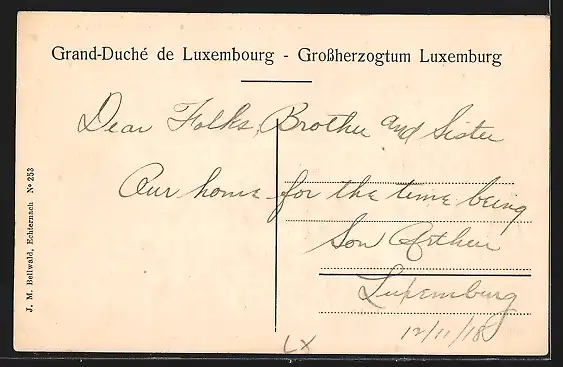 Grand-Duché de Luxembourg - Großherzogtum Luxemburg
Dear Folks, Brother and Sister
Our home for the time being
Son Arthur
Luxemburg
12/11/18
LX
J. M. Bellwald, Echternach No 253